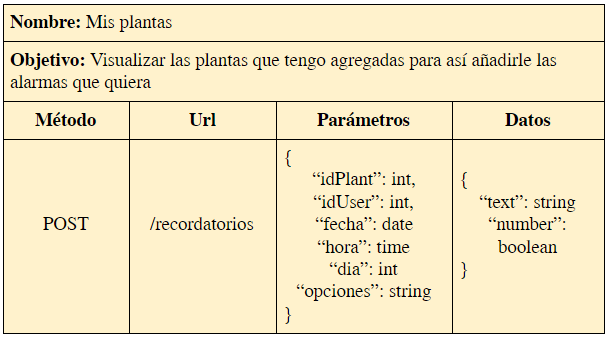 Nombre: Mis plantas
Objetivo: Visualizar las plantas que tengo agregadas para así añadirle las
alarmas que quiera
Método Url Parámetros Datos
POST
/recordatorios
{
“idPlant”: int,
“idUser”: int,
“fecha”: date
“hora”: time
“dia”: int
“opciones”: string
}
{
“text”: string
“number”:
boolean
}